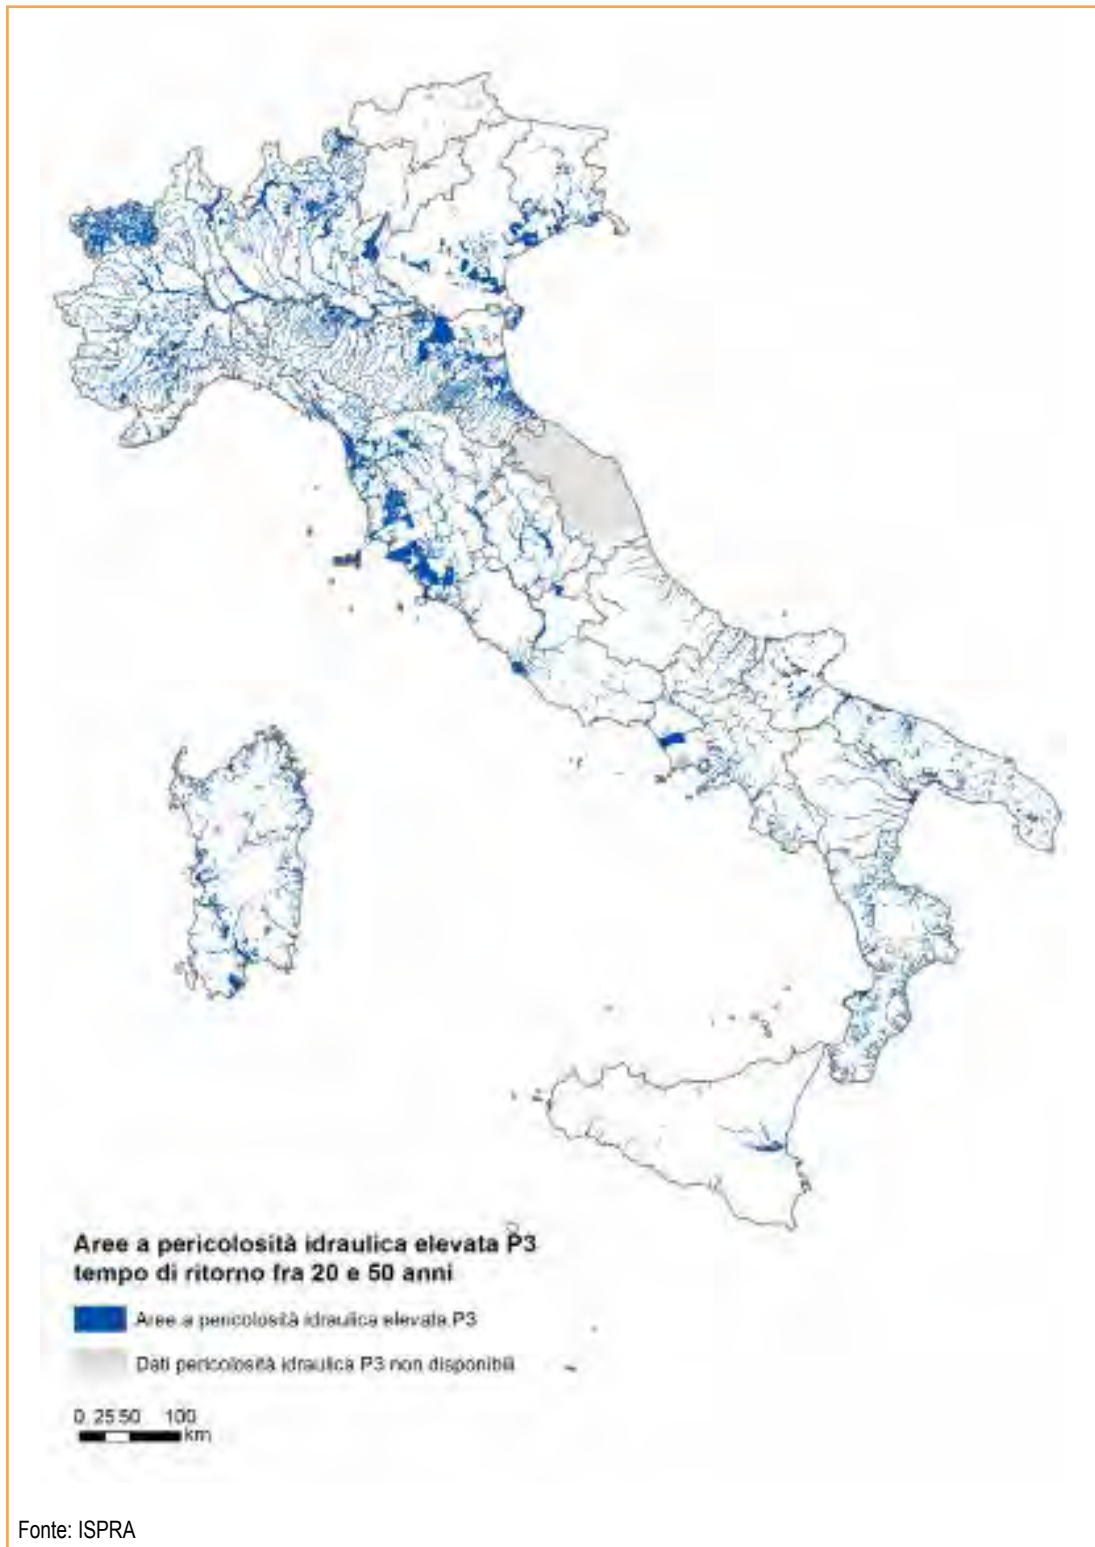 Aree a pericolosità idraulica elevata P3
tempo di ritorno fra 20 e 50 anni
Aree a pericolosità idraulica elevata P3
Dati pericolosità idraulica P3 non disponibili
0 25 50 100
km
Fonte: ISPRA